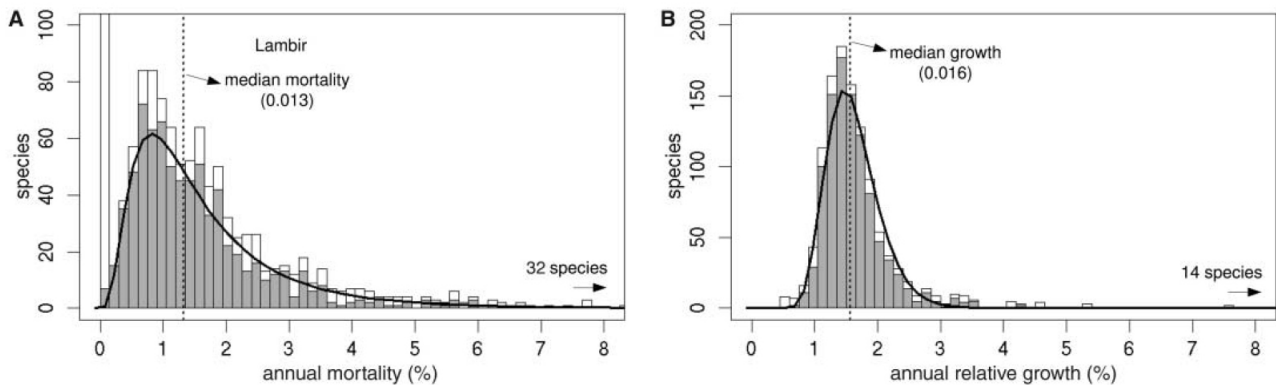 A
Lambir
median mortality
(0.013)
32 species
species
0 20 40 60 80 100
0 1 2 3 4 5 6 7 8
annual mortality (%)
B
median growth
(0.016)
14 species
species
0 50 100 150 200
0 1 2 3 4 5 6 7 8
annual relative growth (%)